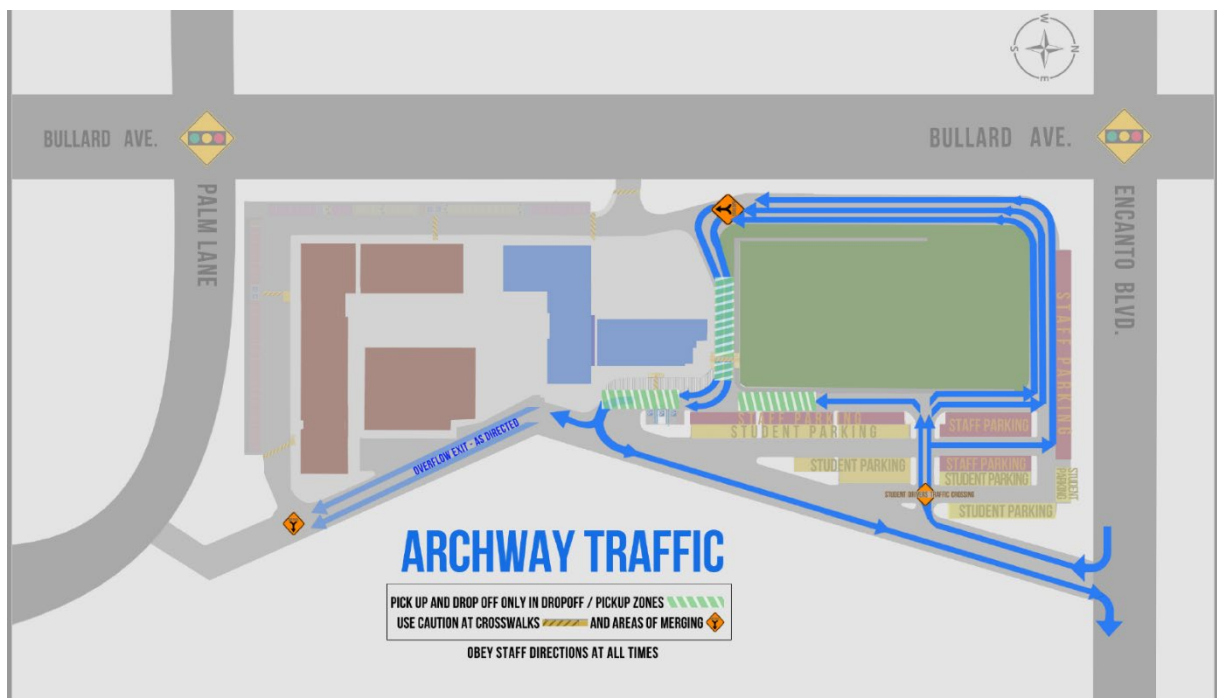 W
S
N
E
BULLARD AVE.
BULLARD AVE.
PALM LANE
ENCANTO BLVD.
STAFF PARKING
STAFF PARKING
STUDENT PARKING
STAFF PARKING
STUDENT PARKING
STAFF PARKING
STUDENT PARKING
STUDENT PARKING
STUDENT DRIVERS TRAFFIC CROSSING
STUDENT PARKING
OVERFLOW EXIT - AS DIRECTED
ARCHWAY TRAFFIC
PICK UP AND DROP OFF ONLY IN DROPOFF / PICKUP ZONES
USE CAUTION AT CROSSWALKS AND AREAS OF MERGING
OBEY STAFF DIRECTIONS AT ALL TIMES